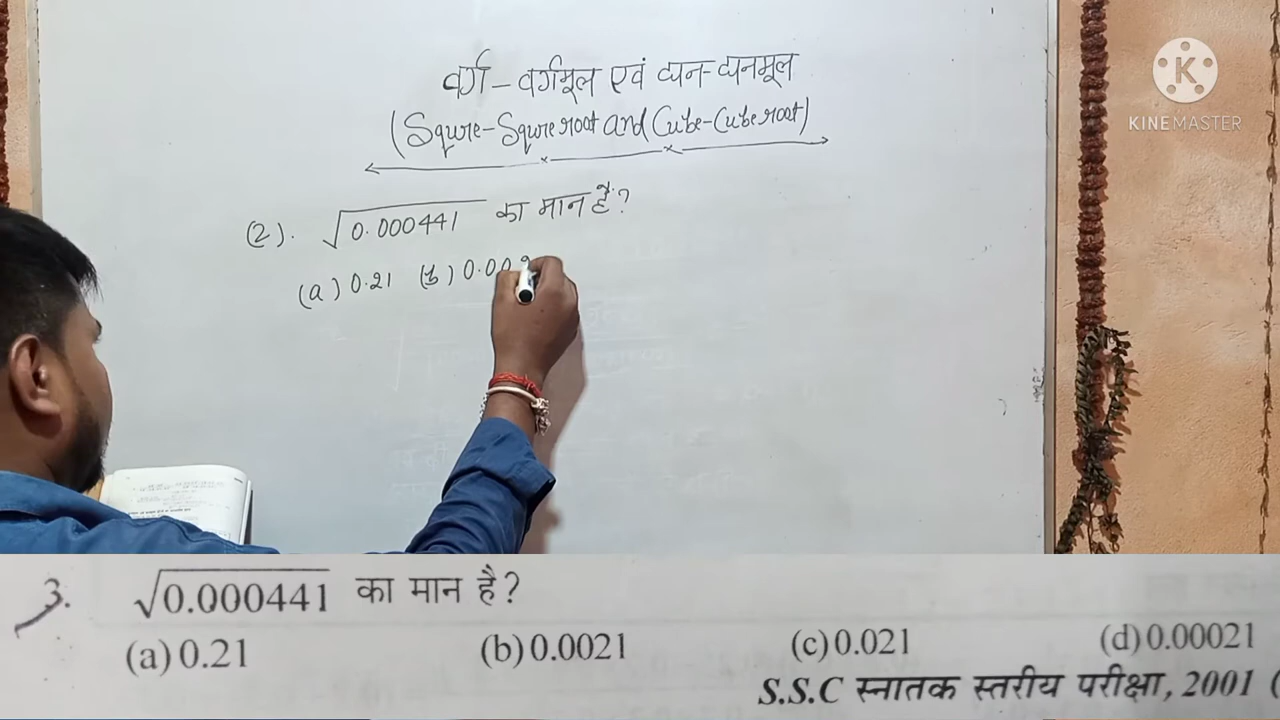 वर्ग - वर्गमूल एवं घन-घनमूल
(Squre-Squre root and Cube-Cube root)
KINEMASTER
(2). √0.000441 का मान है?
(a) 0.21 (b) 0.00
3. √0.000441 का मान है?
(a) 0.21 (b) 0.0021 (c) 0.021 (d) 0.00021
S.S.C स्नातक स्तरीय परीक्षा, 2001 (